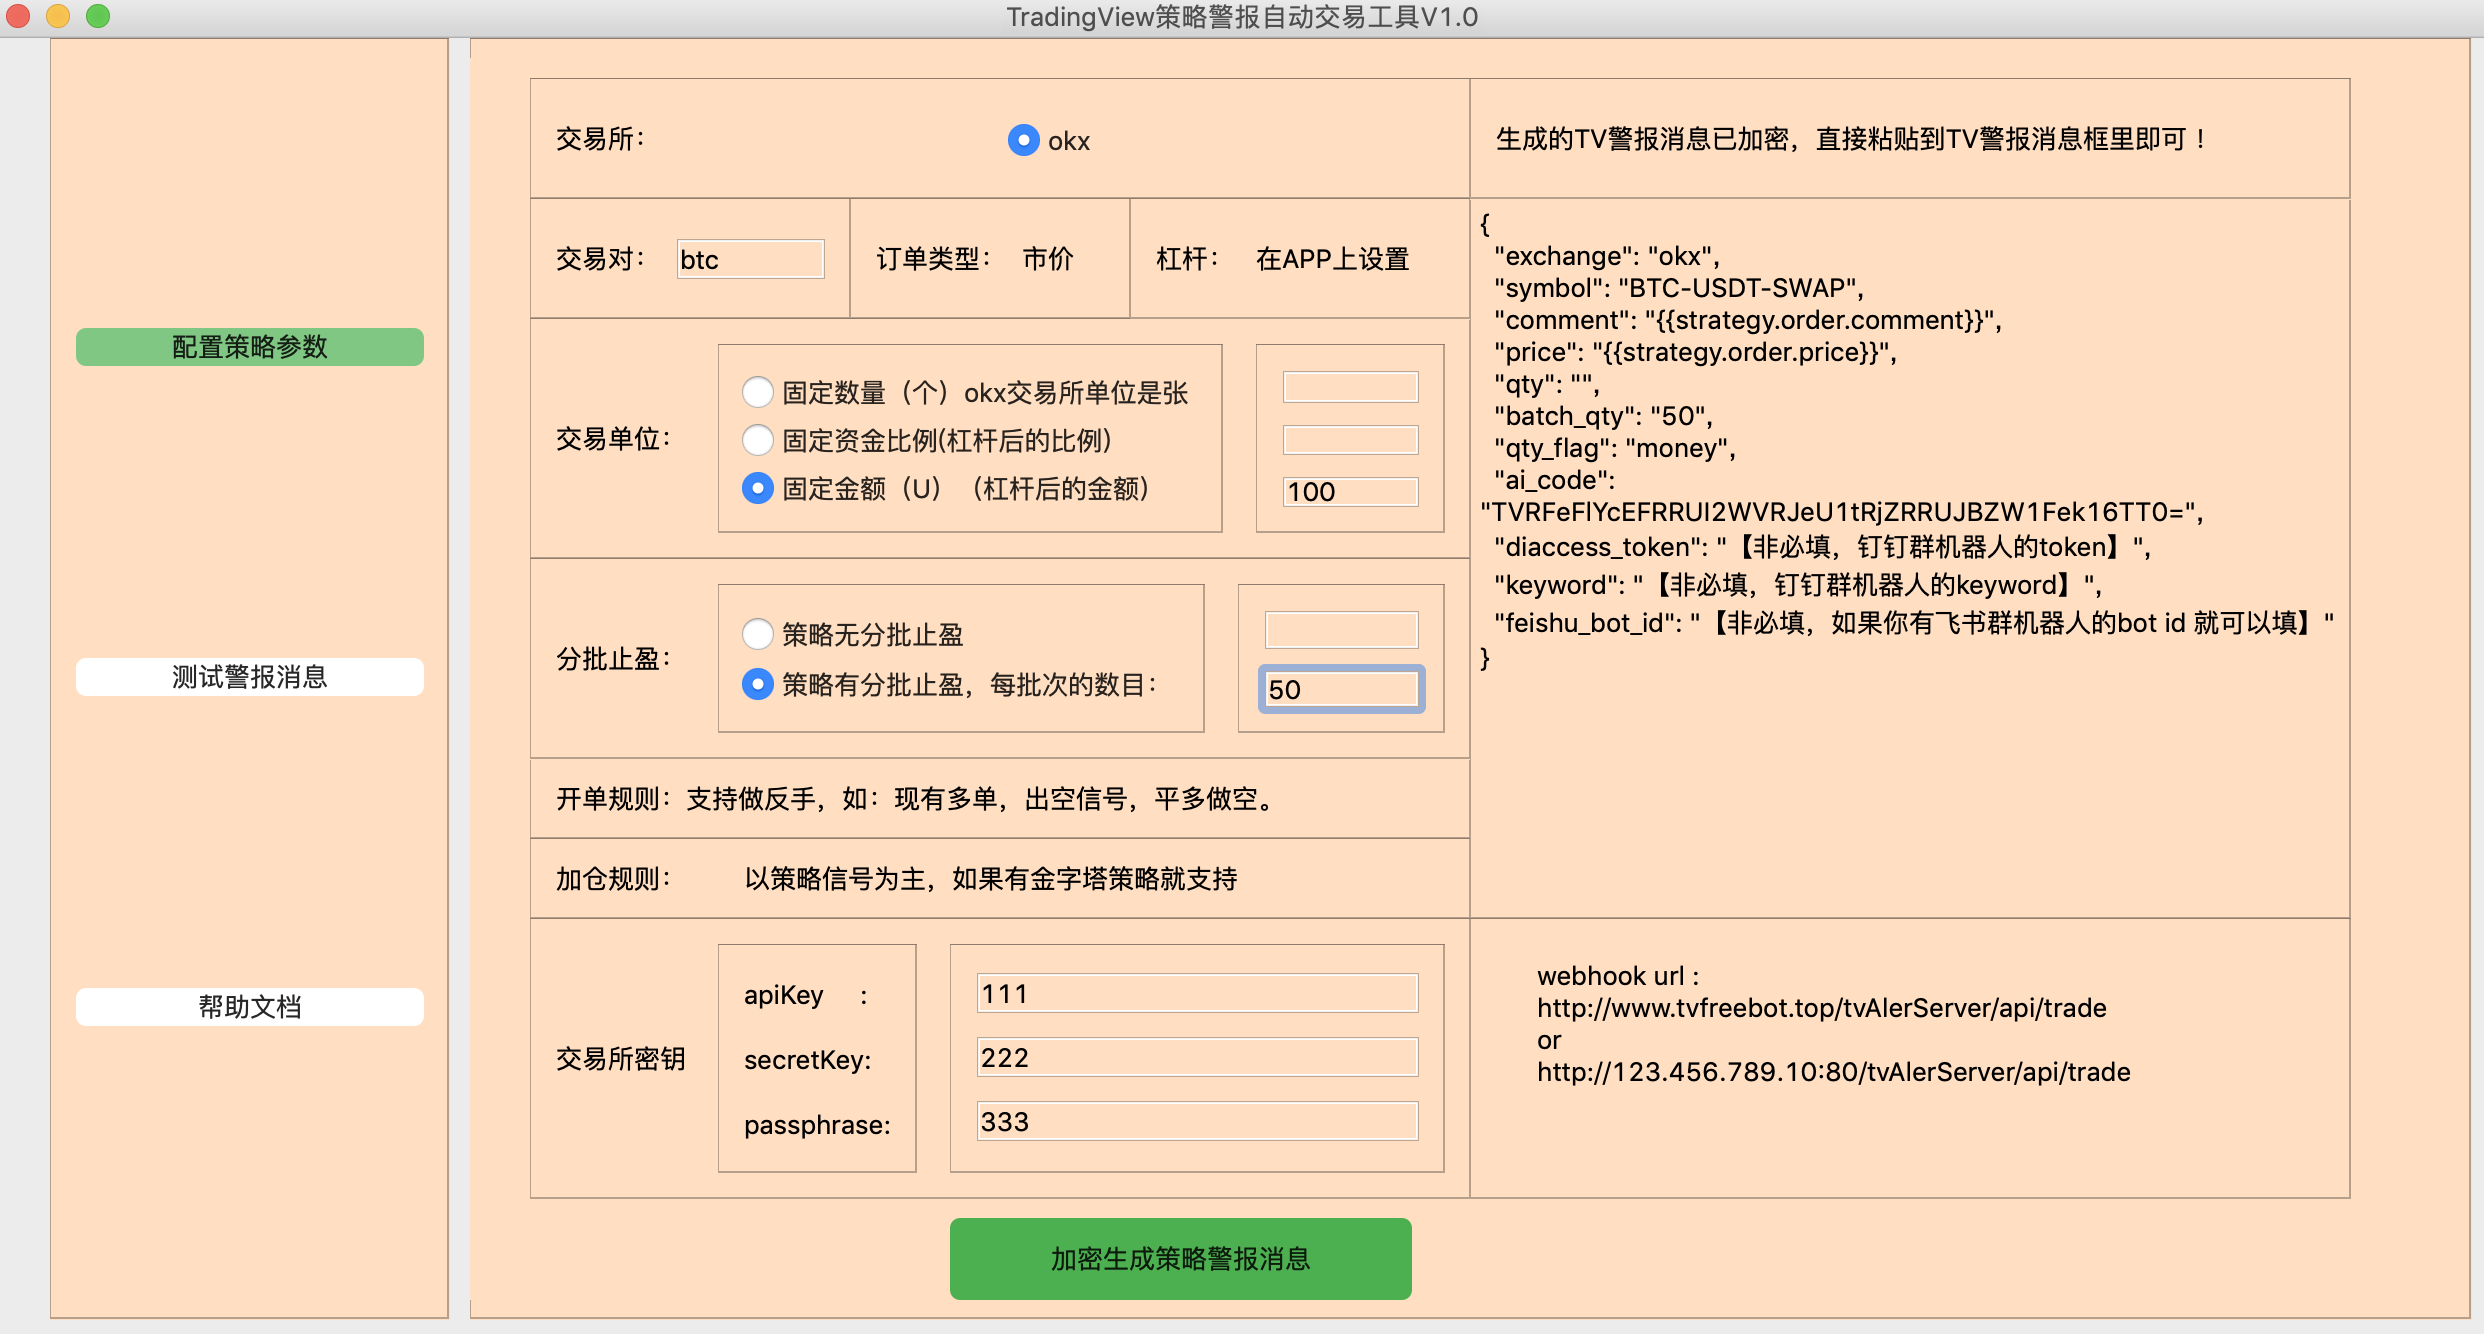 TradingView策略警报自动交易工具V1.0
配置策略参数
测试警报消息
帮助文档
交易所：
okx
交易对：
btc
订单类型：
市价
杠杆：
在APP上设置
交易单位：
固定数量（个）okx交易所单位是张
固定资金比例(杠杆后的比例)
固定金额（U）（杠杆后的金额）
100
分批止盈：
策略无分批止盈
策略有分批止盈，每批次的数目：
50
开单规则：支持做反手，如：现有多单，出空信号，平多做空。
加仓规则：
以策略信号为主，如果有金字塔策略就支持
交易所密钥
apiKey :
secretKey:
passphrase:
111
222
333
生成的TV警报消息已加密，直接粘贴到TV警报消息框里即可！
{
"exchange": "okx",
"symbol": "BTC-USDT-SWAP",
"comment": "{{strategy.order.comment}}",
"price": "{{strategy.order.price}}",
"qty": "",
"batch_qty": "50",
"qty_flag": "money",
"ai_code":
"TVRFeFlYcEFRRUI2WVRJeU1tRjZRRUJBZW1Fek16TT0=",
"diaccess_token": "【非必填，钉钉群机器人的token】",
"keyword": "【非必填，钉钉群机器人的keyword】",
"feishu_bot_id": "【非必填，如果你有飞书群机器人的bot id 就可以填】"
}
webhook url :
http://www.tvfreebot.top/tvAlerServer/api/trade
or
http://123.456.789.10:80/tvAlerServer/api/trade
加密生成策略警报消息